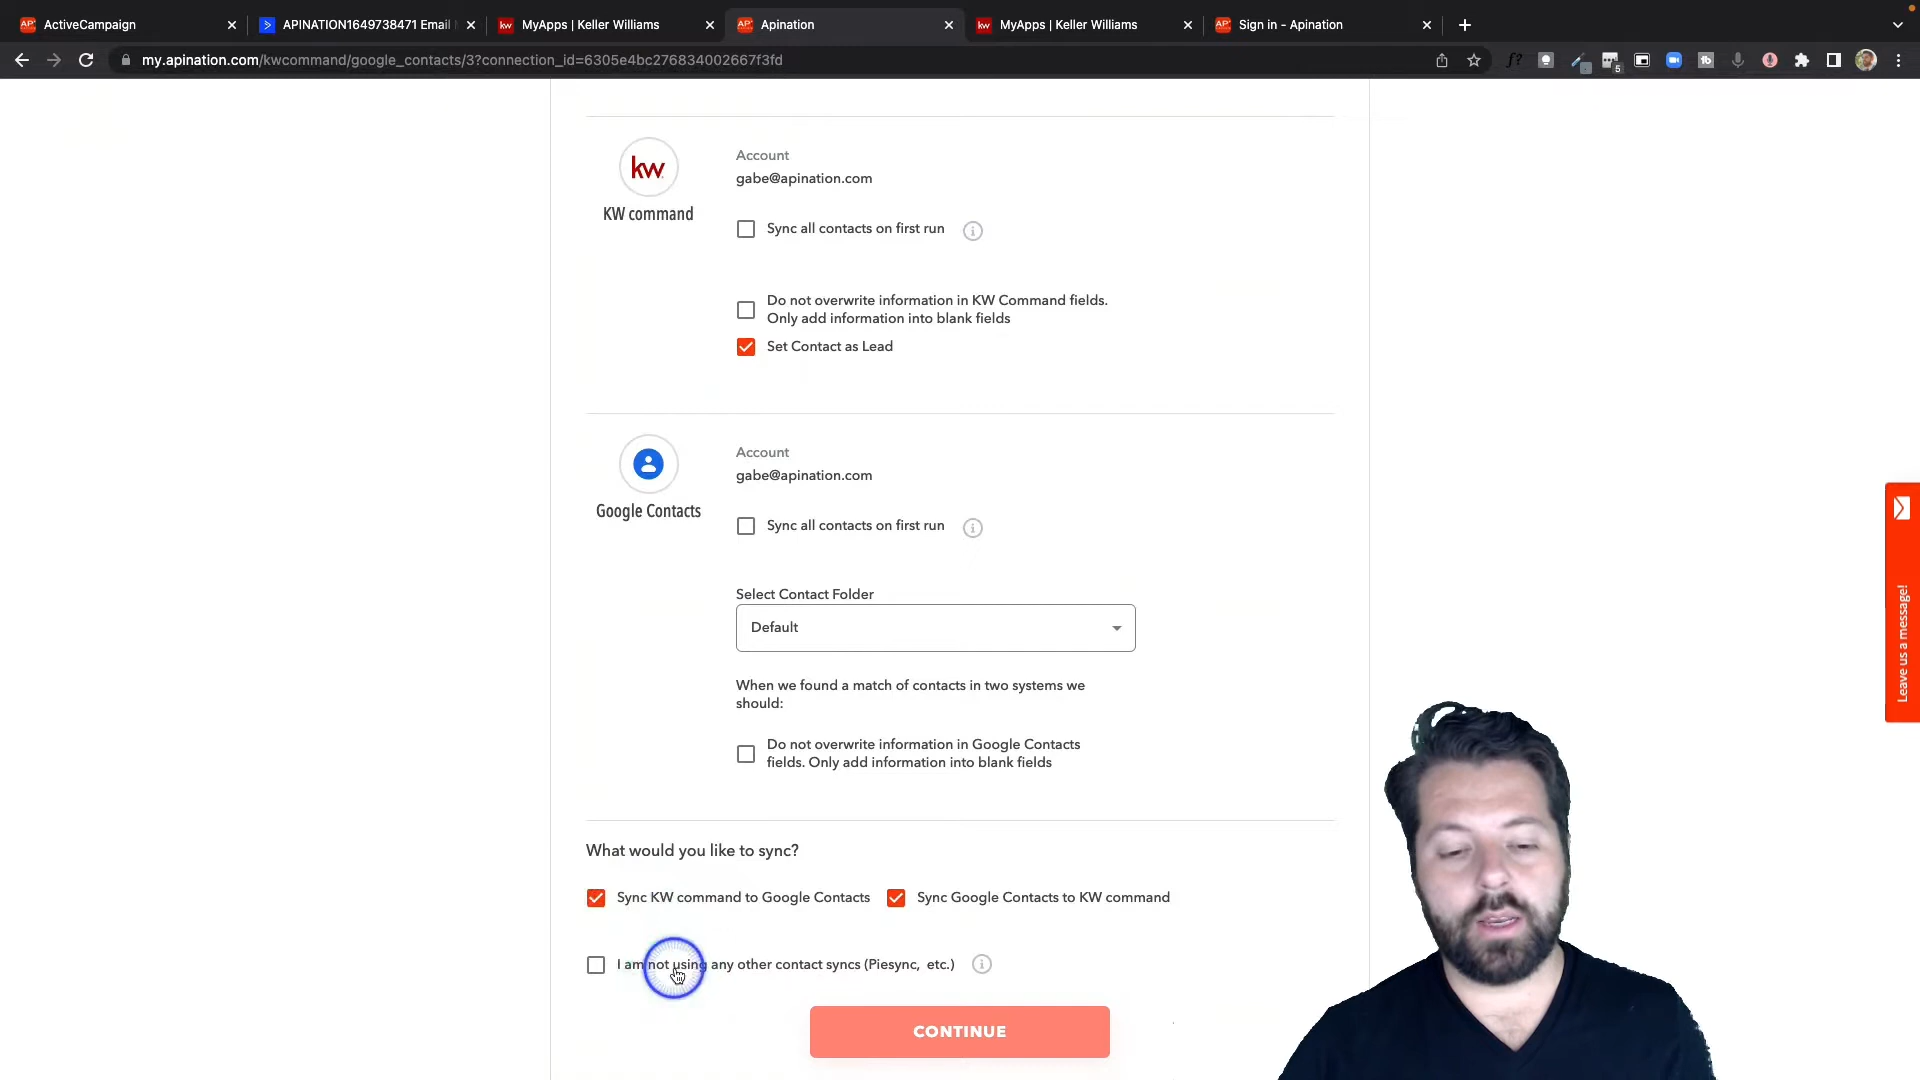 ActiveCampaign
APINATION1649738471 Email
MyApps | Keller Williams
Apination
MyApps | Keller Williams
Sign in - Apination
my.apination.com/kwcommand/google_contacts/3?connection_id=6305e4bc276834002667f3fd
kw
KW command
Account
gabe@apination.com
Sync all contacts on first run
Do not overwrite information in KW Command fields.
Only add information into blank fields
Set Contact as Lead
Google Contacts
Account
gabe@apination.com
Sync all contacts on first run
Select Contact Folder
Default
When we found a match of contacts in two systems we
should:
Do not overwrite information in Google Contacts
fields. Only add information into blank fields
What would you like to sync?
Sync KW command to Google Contacts
Sync Google Contacts to KW command
I am not using any other contact syncs (Piesync, etc.)
CONTINUE
Leave us a message!